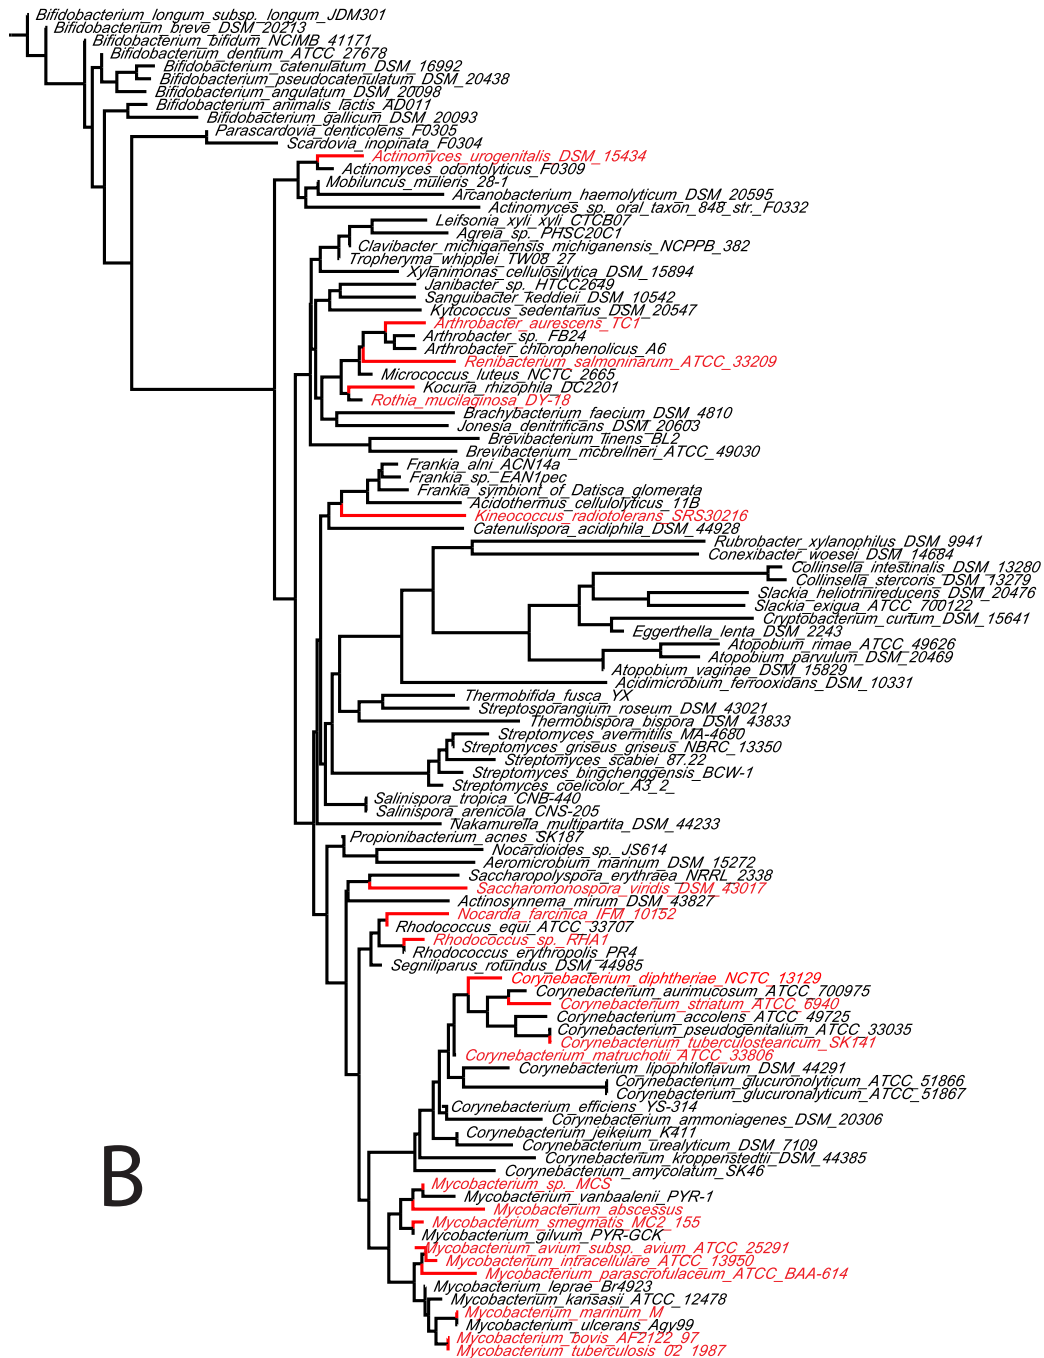 Bifidobacterium_longum_subsp._longum_JDM301
Bifidobacterium_breve_DSM_20213
Bifidobacterium_bifidum_NCIMB_41171
Bifidobacterium_dentium_ATCC_27678
Bifidobacterium_catenulatum_DSM_16992
Bifidobacterium_pseudocatenulatum_DSM_20438
Bifidobacterium_angulatum_DSM_20098
Bifidobacterium_animalis_lactis_AD011
Bifidobacterium_gallicum_DSM_20093
Parascardovia_denticolens_F0305
Scardovia_inopinata_F0304
Actinomyces_urogenitalis_DSM_15434
Actinomyces_odontolyticus_F0309
Mobiluncus_mulieris_28-1
Arcanobacterium_haemolyticum_DSM_20595
Actinomyces_sp._oral_taxon_848_str._F0332
Leifsonia_xyli_xyli_CTCB07
Agreia_sp._PHSC20C1
Clavibacter_michiganensis_michiganensis_NCPPB_382
Tropheryma_whipplei_TW08_27
Xylanimonas_cellulosilytica_DSM_15894
Janibacter_sp._HTCC2649
Sanguibacter_keddieii_DSM_10542
Kytococcus_sedentarius_DSM_20547
Arthrobacter_aurescens_TC1
Arthrobacter_sp._FB24
Arthrobacter_chlorophenolicus_A6
Renibacterium_salmoninarum_ATCC_33209
Micrococcus_luteus_NCTC_2665
Kocuria_rhizophila_DC2201
Rothia_mucilaginosa_DY-18
Brachybacterium_faecium_DSM_4810
Jonesia_denitrificans_DSM_20603
Brevibacterium_linens_BL2
Brevibacterium_mcbrellneri_ATCC_49030
Frankia_alni_ACN14a
Frankia_sp._EAN1pec
Frankia_symbiont_of_Datisca_glomerata
Acidothermus_cellulolyticus_11B
Kineococcus_radiotolerans_SRS30216
Catenulispora_acidiphila_DSM_44928
Rubrobacter_xylanophilus_DSM_9941
Conexibacter_woesei_DSM_14684
Collinsella_intestinalis_DSM_13280
Collinsella_stercoris_DSM_13279
Slackia_heliotrinireducens_DSM_20476
Slackia_exigua_ATCC_700122
Cryptobacterium_curtum_DSM_15641
Eggerthella_lenta_DSM_2243
Atopobium_rimae_ATCC_49626
Atopobium_parvulum_DSM_20469
Atopobium_vaginae_DSM_15829
Acidimicrobium_ferrooxidans_DSM_10331
Thermobifida_fusca_YX
Streptosporangium_roseum_DSM_43021
Thermobispora_bispora_DSM_43833
Streptomyces_avermitilis_MA-4680
Streptomyces_griseus_griseus_NBRC_13350
Streptomyces_scabiei_87.22
Streptomyces_bingchenggensis_BCW-1
Streptomyces_coelicolor_A3_2_
Salinispora_tropica_CNB-440
Salinispora_arenicola_CNS-205
Nakamurella_multipartita_DSM_44233
Propionibacterium_acnes_SK187
Nocardioides_sp._JS614
Aeromicrobium_marinum_DSM_15272
Saccharopolyspora_erythraea_NRRL_2338
Saccharomonospora_viridis_DSM_43017
Actinosynnema_mirum_DSM_43827
Nocardia_farcinica_IFM_10152
Rhodococcus_equi_ATCC_33707
Rhodococcus_sp._RHA1
Rhodococcus_erythropolis_PR4
Segniliparus_rotundus_DSM_44985
Corynebacterium_diphtheriae_NCTC_13129
Corynebacterium_aurimucosum_ATCC_700975
Corynebacterium_striatum_ATCC_6940
Corynebacterium_accolens_ATCC_49725
Corynebacterium_pseudogenitalium_ATCC_33035
Corynebacterium_tuberculostearicum_SK141
Corynebacterium_matruchotii_ATCC_33806
Corynebacterium_lipophiloflavum_DSM_44291
Corynebacterium_glucuronolyticum_ATCC_51866
Corynebacterium_glucuronalyticum_ATCC_51867
Corynebacterium_efficiens_YS-314
Corynebacterium_ammoniagenes_DSM_20306
Corynebacterium_jeikeium_K411
Corynebacterium_urealyticum_DSM_7109
Corynebacterium_kroppenstedtii_DSM_44385
Corynebacterium_amycolatum_SK46
B
Mycobacterium_sp._MCS
Mycobacterium_vanbaalenii_PYR-1
Mycobacterium_abscessus
Mycobacterium_smegmatis_MC2_155
Mycobacterium_gilvum_PYR-GCK
Mycobacterium_avium_subsp._avium_ATCC_25291
Mycobacterium_intracellulare_ATCC_13950
Mycobacterium_parascrofulaceum_ATCC_BAA-614
Mycobacterium_leprae_Br4923
Mycobacterium_kansasii_ATCC_12478
Mycobacterium_marinum_M
Mycobacterium_ulcerans_Agy99
Mycobacterium_bovis_AF2122_97
Mycobacterium_tuberculosis_02_1987